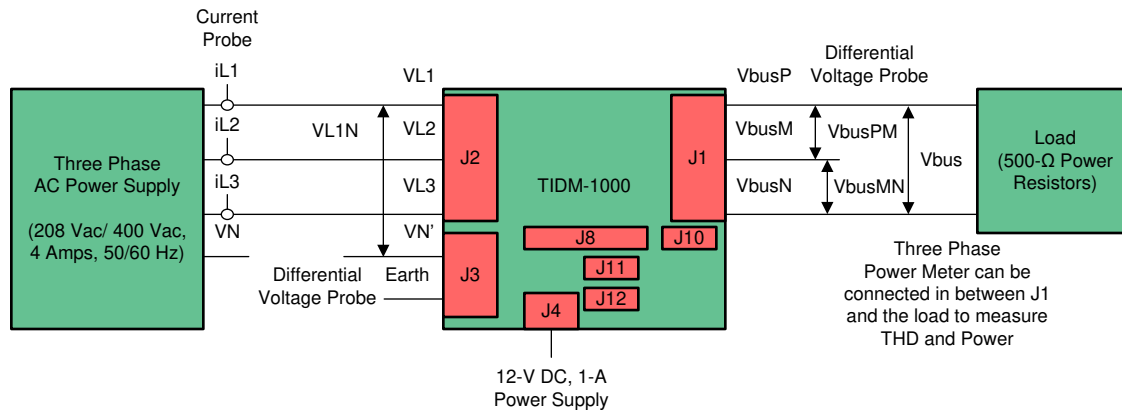 Current
Probe
iL1
iL2
iL3
VN
Three Phase
AC Power Supply
(208 Vac/ 400 Vac,
4 Amps, 50/60 Hz)
VL1N
Differential
Voltage Probe
VL1
VL2
VL3
VN'
Earth
J2
J3
TIDM-1000
J1
J8
J10
J11
J12
J4
12-V DC, 1-A
Power Supply
VbusP
VbusM
VbusN
Differential
Voltage Probe
VbusPM
VbusMN
Vbus
Load
(500-Ω Power
Resistors)
Three Phase
Power Meter can be
connected in between J1
and the load to measure
THD and Power